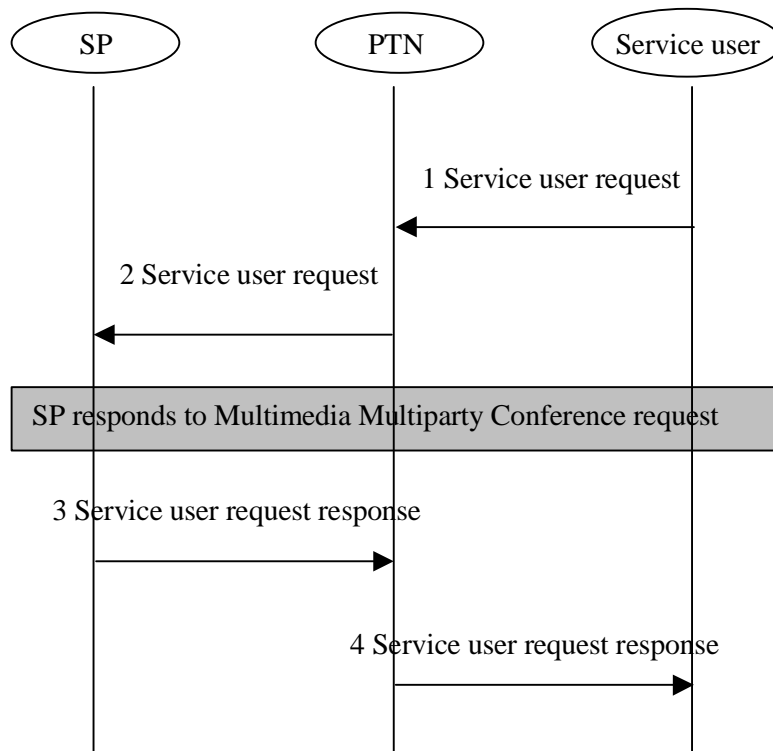 SP
PTN
Service user
1 Service user request
2 Service user request
SP responds to Multimedia Multiparty Conference request
3 Service user request response
4 Service user request response